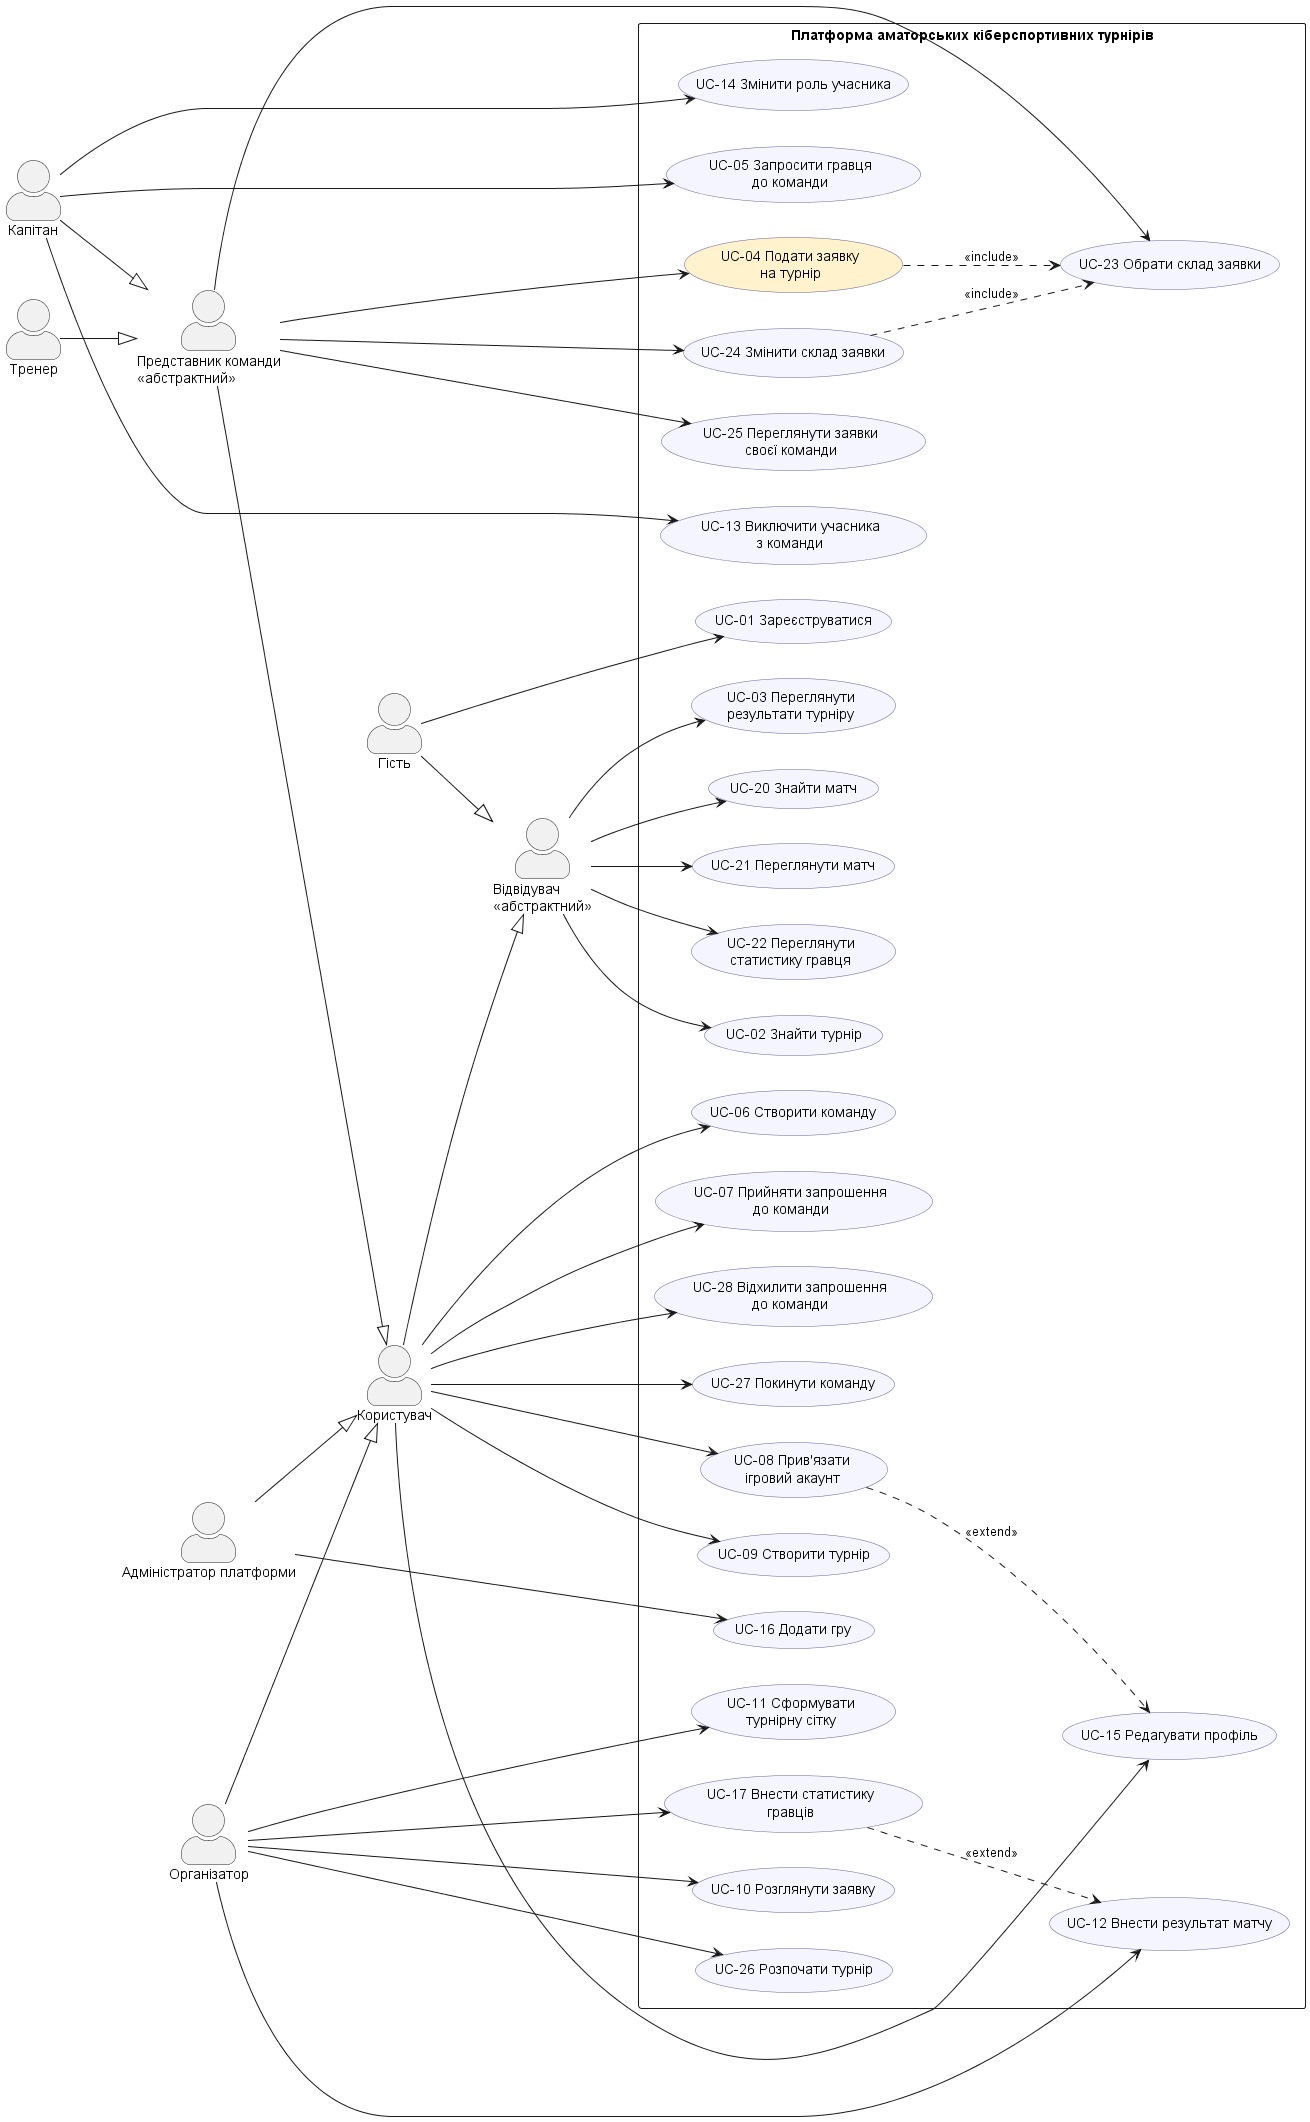 Платформа аматорських кіберспортивних турнірів
UC-14 Змінити роль учасника
UC-05 Запросити гравця
до команди
Капітан
UC-04 Подати заявку
на турнір
«include»
UC-23 Обрати склад заявки
«include»
UC-24 Змінити склад заявки
Тренер
Представник команди
«абстрактний»
UC-25 Переглянути заявки
своєї команди
UC-13 Виключити учасника
з команди
UC-01 Зареєструватися
UC-03 Переглянути
результати турніру
Гість
UC-20 Знайти матч
UC-21 Переглянути матч
Відвідувач
«абстрактний»
UC-22 Переглянути
статистику гравця
UC-02 Знайти турнір
UC-06 Створити команду
UC-07 Прийняти запрошення
до команди
UC-28 Відхилити запрошення
до команди
UC-27 Покинути команду
Користувач
UC-08 Прив'язати
ігровий акаунт
«extend»
UC-09 Створити турнір
Адміністратор платформи
UC-16 Додати гру
UC-11 Сформувати
турнірну сітку
UC-15 Редагувати профіль
UC-17 Внести статистику
гравців
«extend»
Організатор
UC-10 Розглянути заявку
UC-12 Внести результат матчу
UC-26 Розпочати турнір